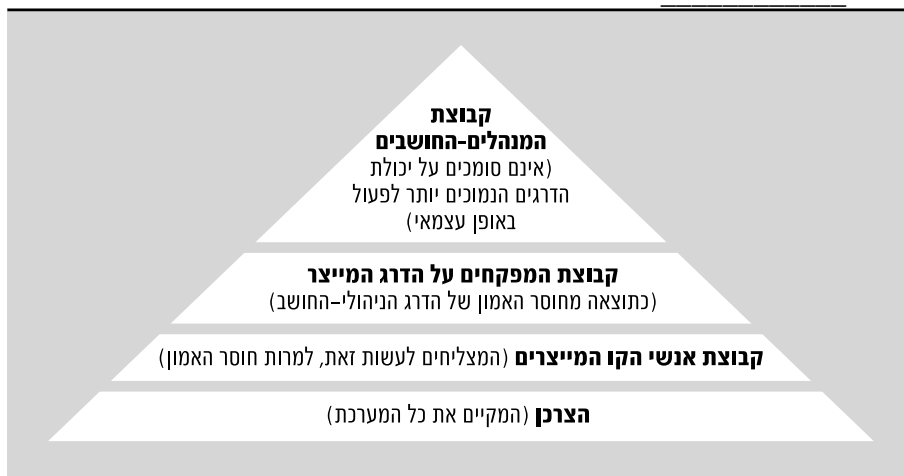 קבוצת
המנהלים-החושבים
(אינם סומכים על יכולת
הדרגים הנמוכים יותר לפעול
באופן עצמאי)
קבוצת המפקחים על הדרג המייצר
(כתוצאה מחוסר האמון של הדרג הניהולי-החושב)
קבוצת אנשי הקו המייצרים (המצליחים לעשות זאת, למרות חוסר האמון)
הצרכן (המקיים את כל המערכת)